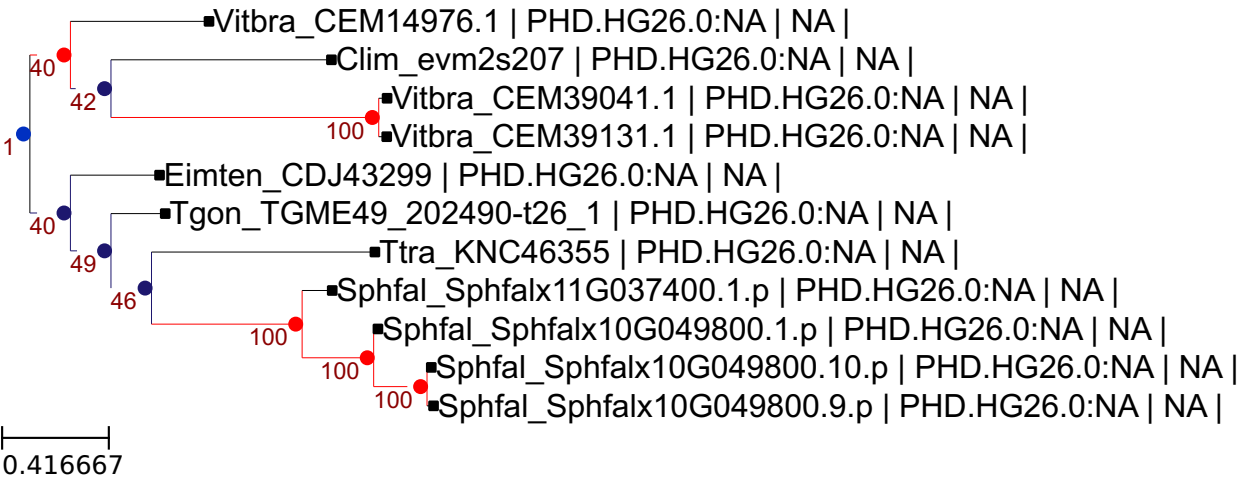 Vitbra_CEM14976.1 | PHD.HG26.0:NA | NA |
40
Clim_evm2s207 | PHD.HG26.0:NA | NA |
42
Vitbra_CEM39041.1 | PHD.HG26.0:NA | NA |
100
Vitbra_CEM39131.1 | PHD.HG26.0:NA | NA |
1
Eimten_CDJ43299 | PHD.HG26.0:NA | NA |
40
Tgon_TGME49_202490-t26_1 | PHD.HG26.0:NA | NA |
49
Ttra_KNC46355 | PHD.HG26.0:NA | NA |
46
Sphfal_Sphfalx11G037400.1.p | PHD.HG26.0:NA | NA |
100
Sphfal_Sphfalx10G049800.1.p | PHD.HG26.0:NA | NA |
100
Sphfal_Sphfalx10G049800.10.p | PHD.HG26.0:NA | NA |
100
Sphfal_Sphfalx10G049800.9.p | PHD.HG26.0:NA | NA |
0.416667